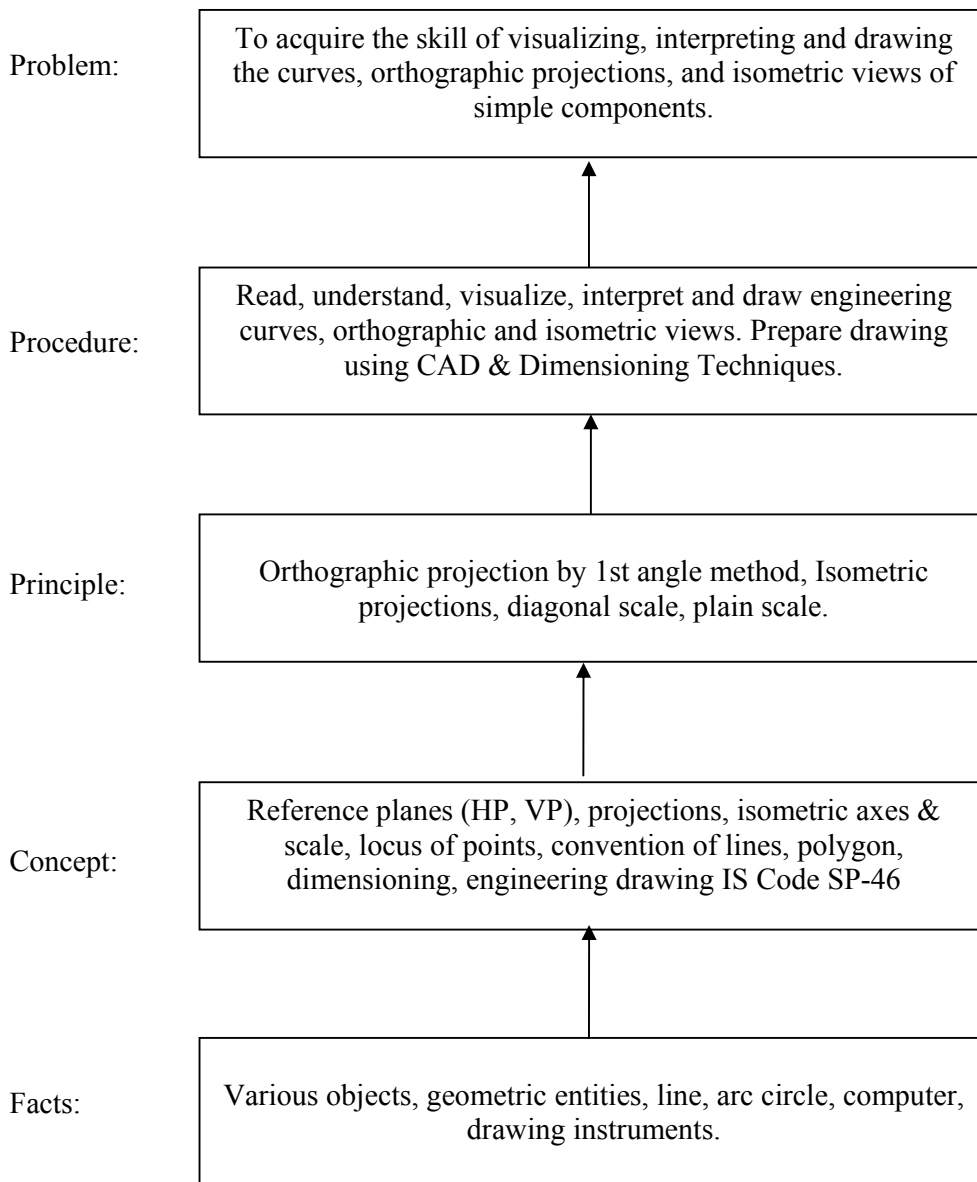 Problem:
To acquire the skill of visualizing, interpreting and drawing
the curves, orthographic projections, and isometric views of
simple components.
Procedure:
Read, understand, visualize, interpret and draw engineering
curves, orthographic and isometric views. Prepare drawing
using CAD & Dimensioning Techniques.
Principle:
Orthographic projection by 1st angle method, Isometric
projections, diagonal scale, plain scale.
Concept:
Reference planes (HP, VP), projections, isometric axes &
scale, locus of points, convention of lines, polygon,
dimensioning, engineering drawing IS Code SP-46
Facts:
Various objects, geometric entities, line, arc circle, computer,
drawing instruments.